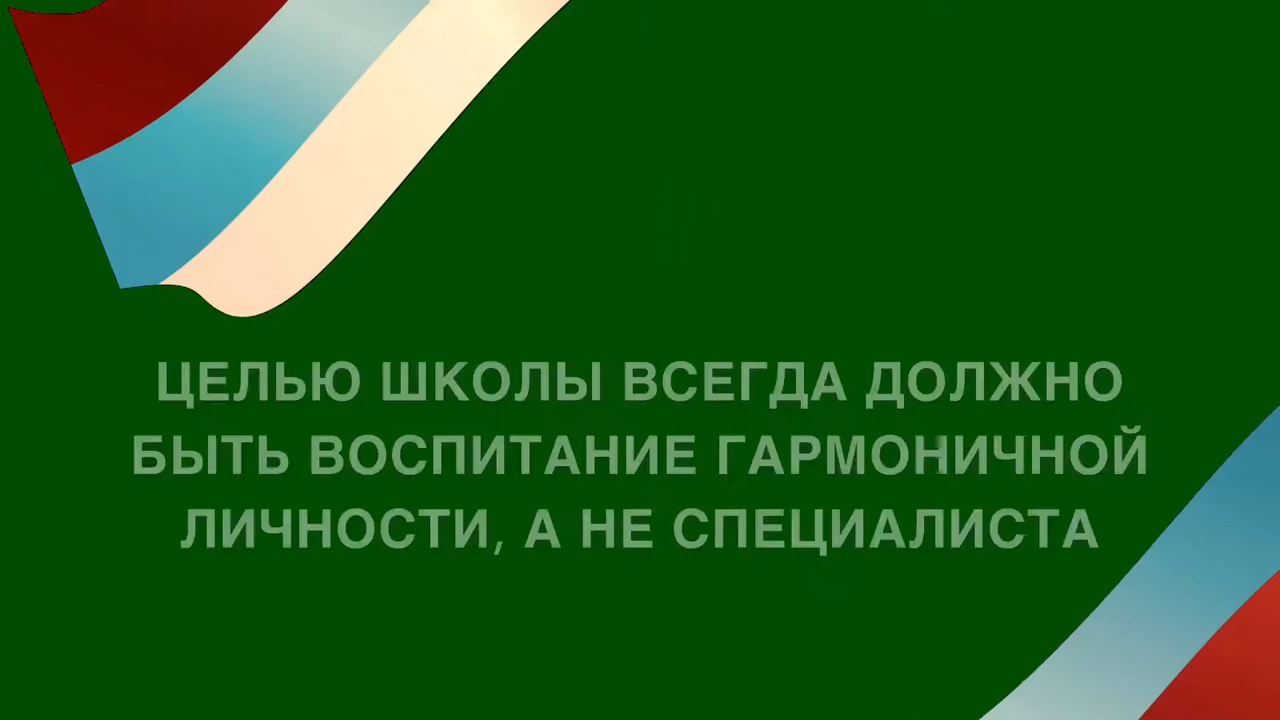 ЦЕЛЬЮ ШКОЛЫ ВСЕГДА ДОЛЖНО
БЫТЬ ВОСПИТАНИЕ ГАРМОНИЧНОЙ
ЛИЧНОСТИ, А НЕ СПЕЦИАЛИСТА